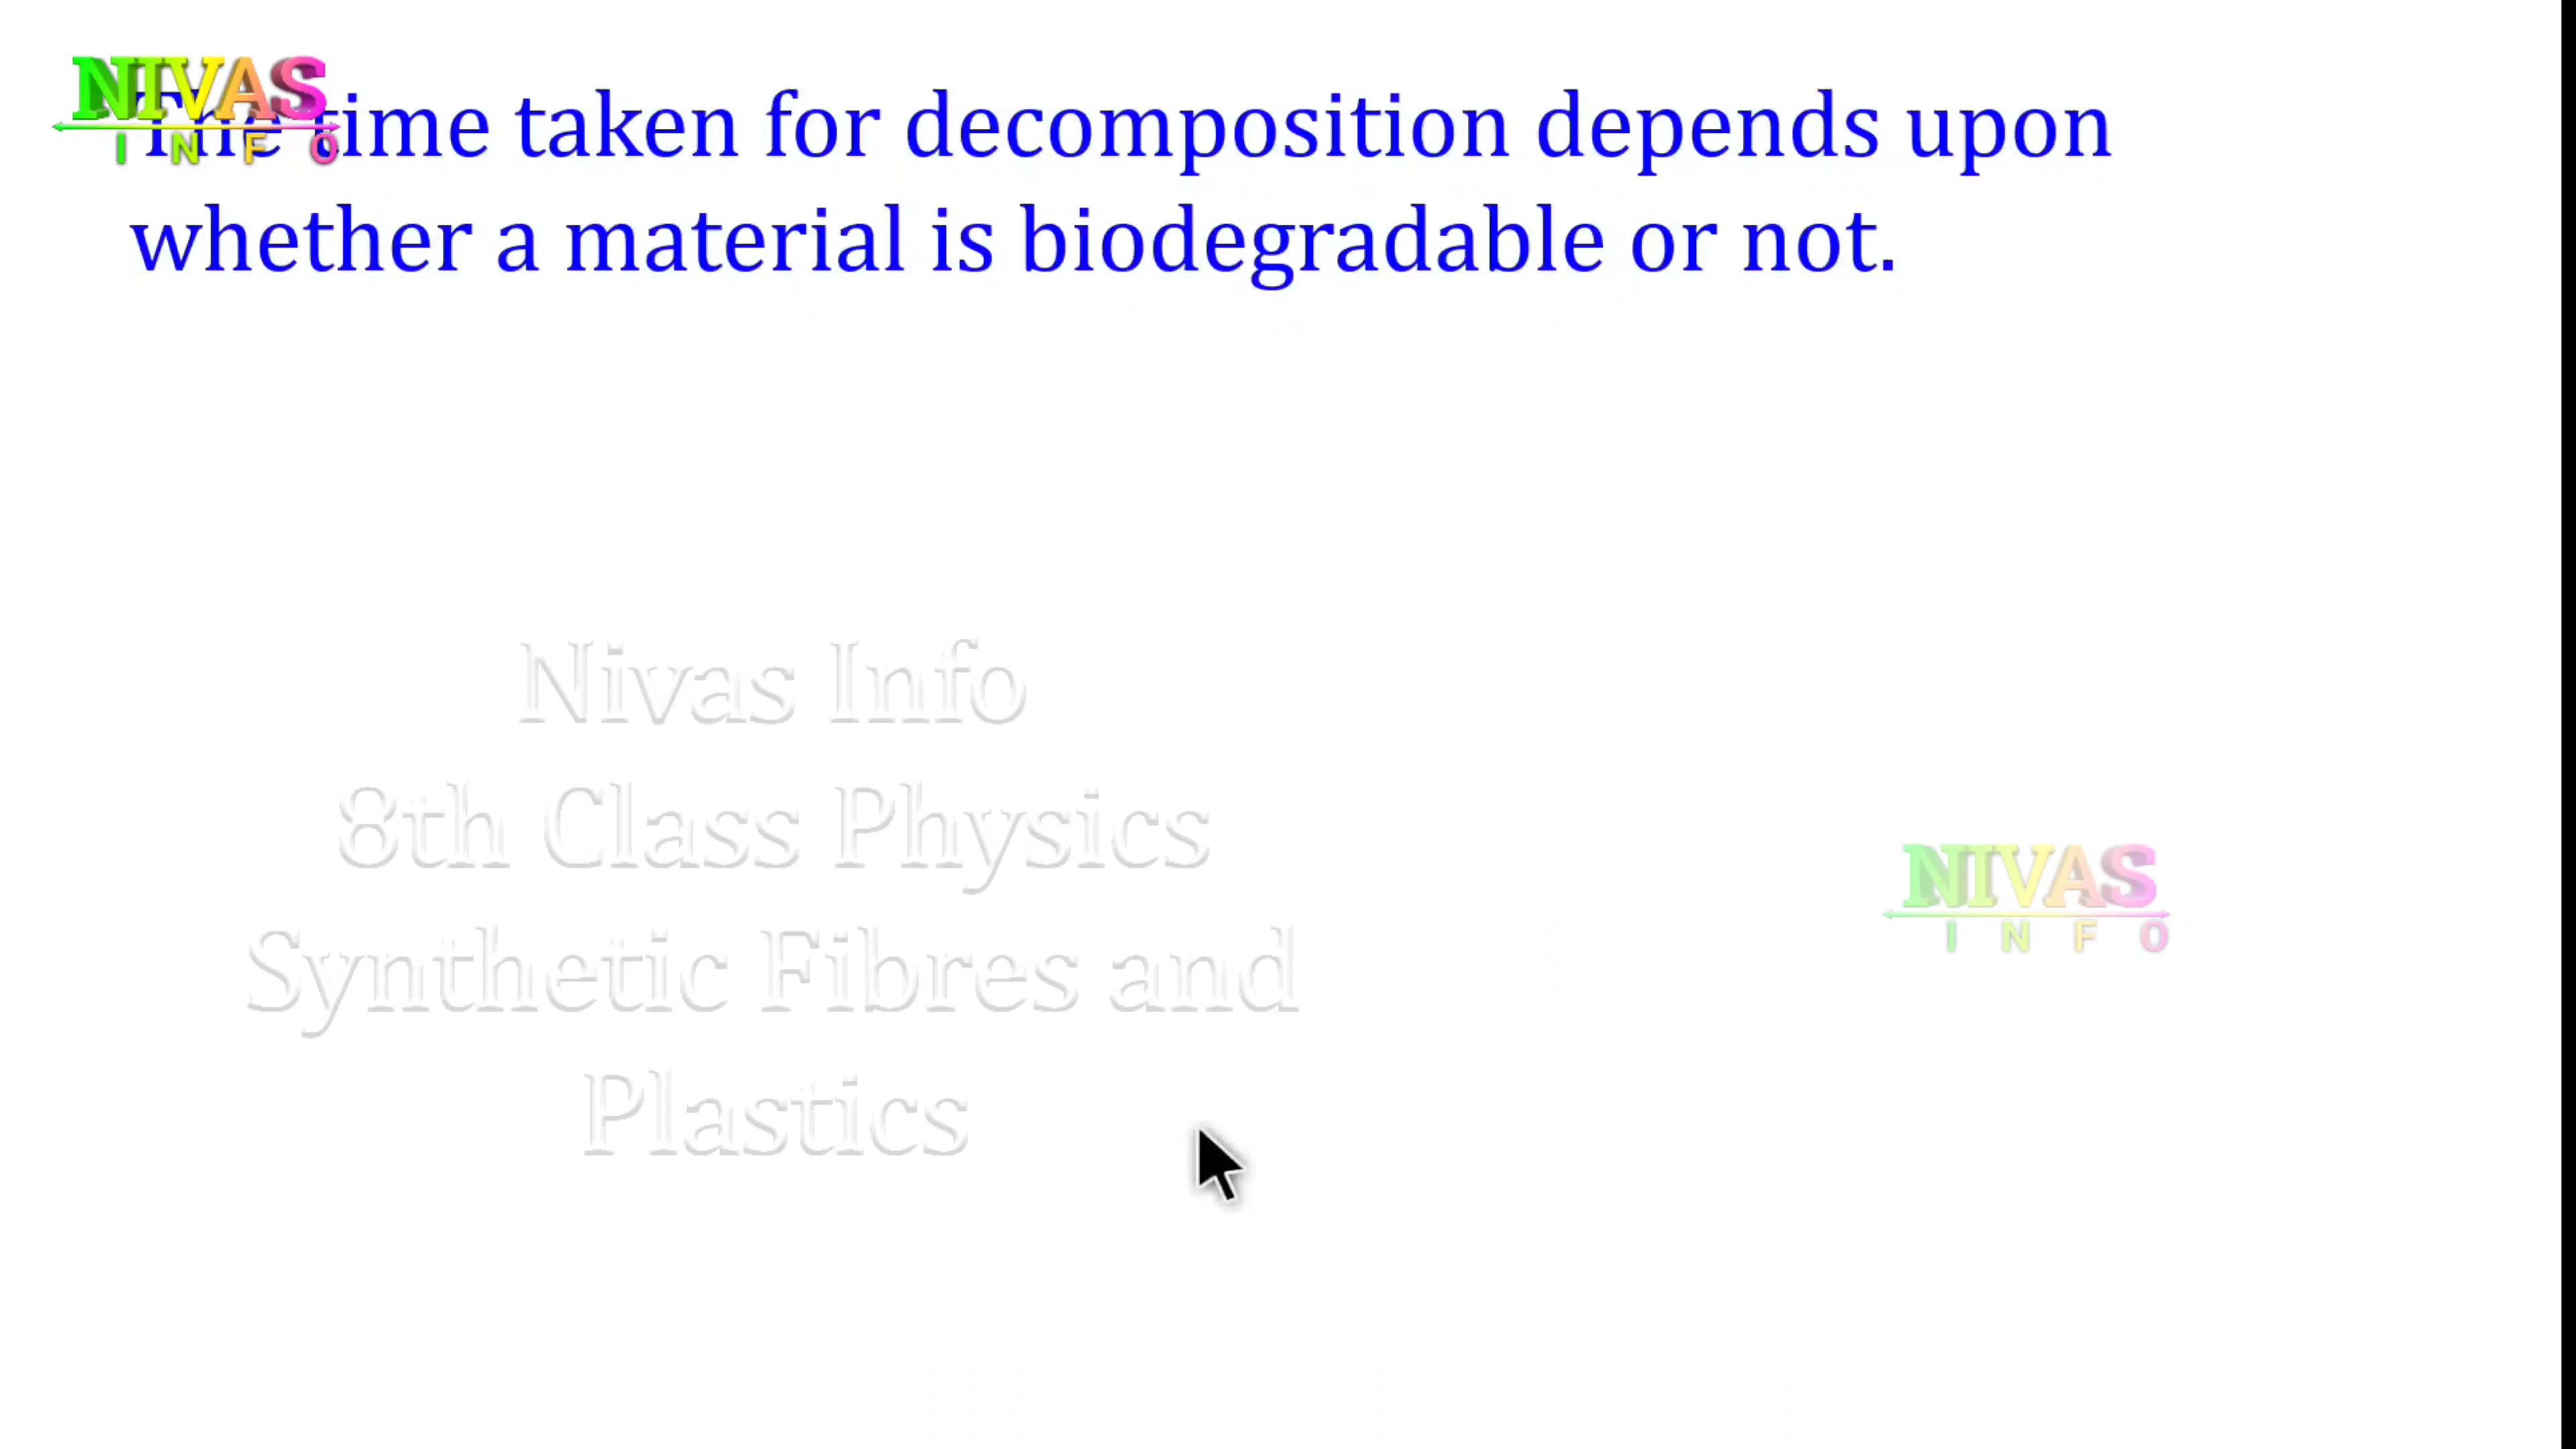 NIVAS
INFO
The time taken for decomposition depends upon
whether a material is biodegradable or not.
Nivas Info
8th Class Physics
Synthetic Fibres and
Plastics
NIVAS
INFO